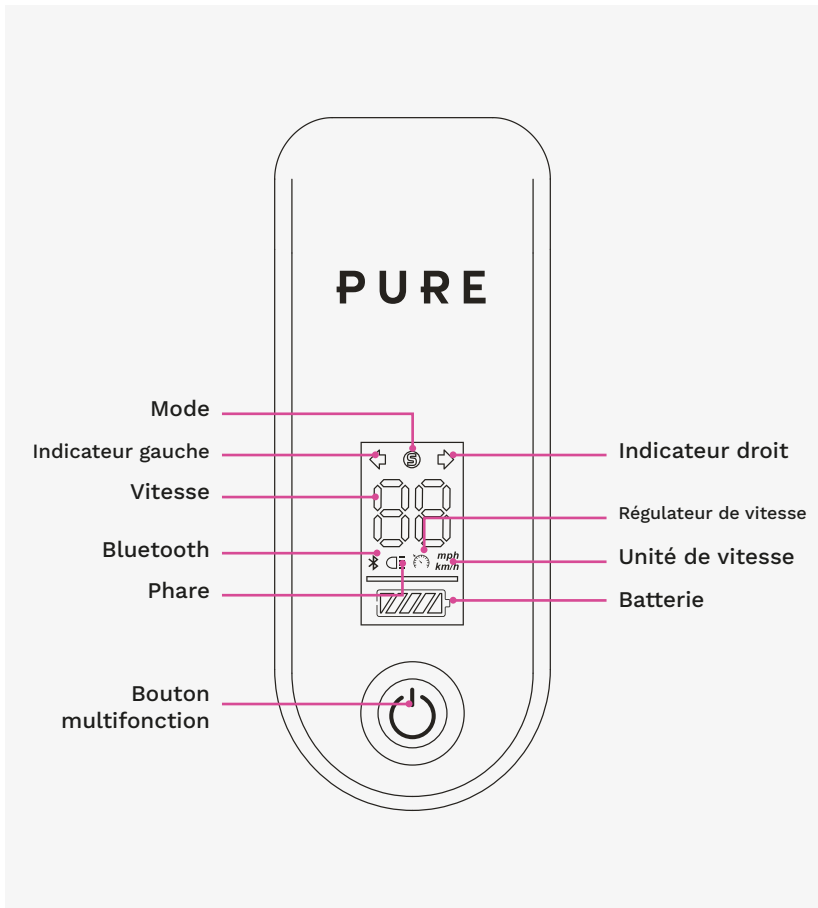 PURE
Mode
Indicateur gauche
Indicateur droit
S
Vitesse
88
Régulateur de vitesse
Bluetooth
mph
km/h
Unité de vitesse
Phare
Batterie
Bouton
multifonction